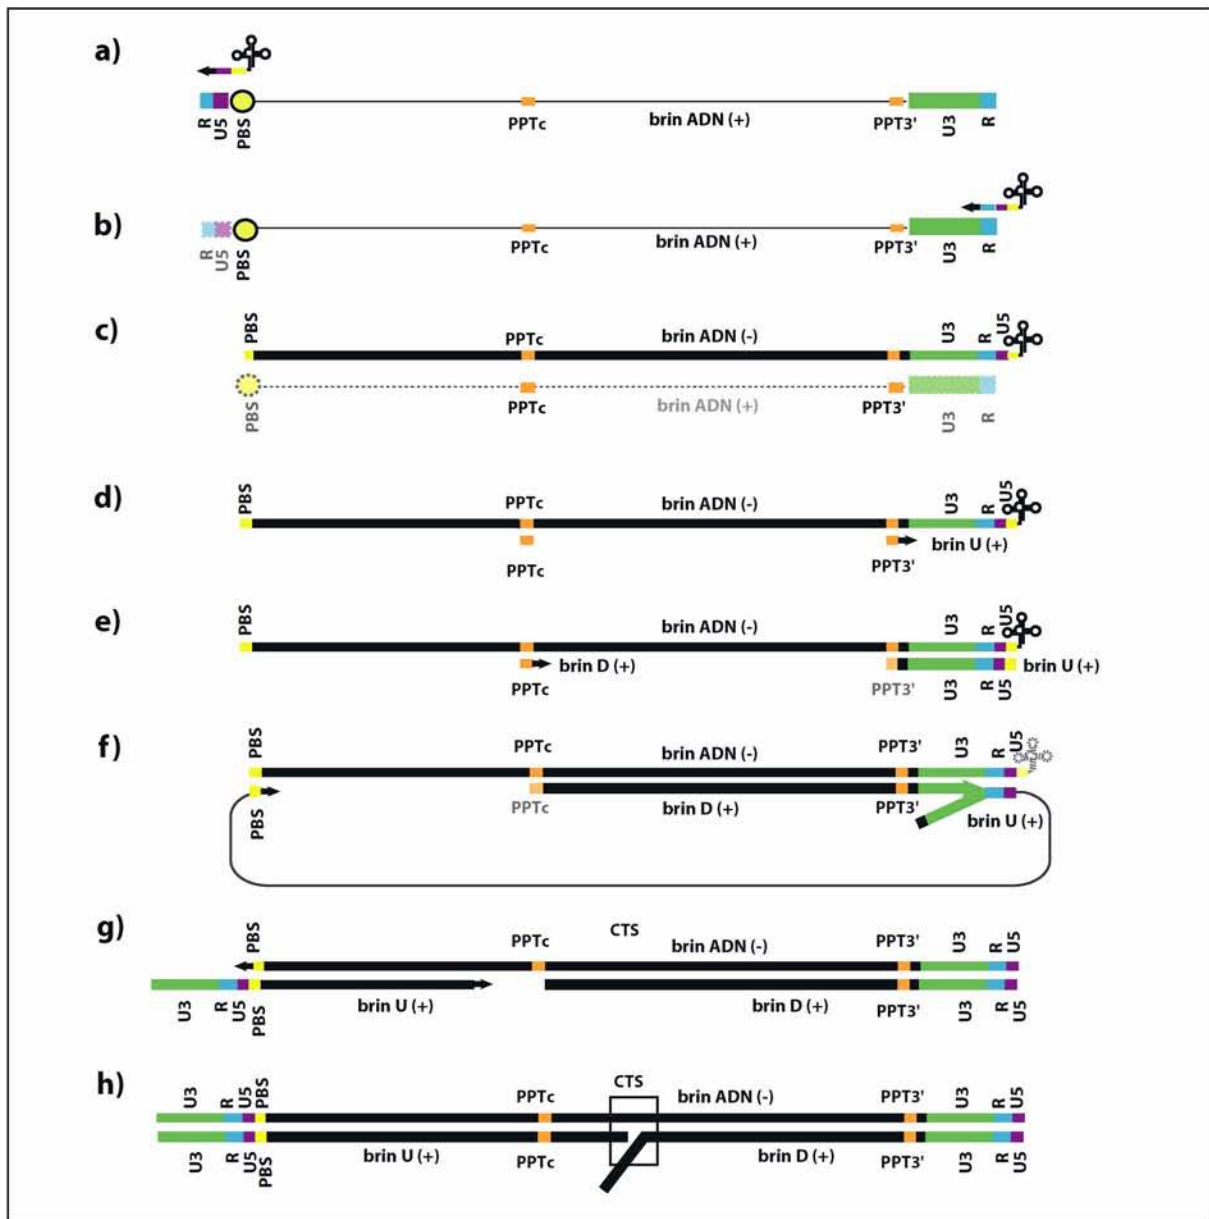 a)
R U5 PBS PPTc brin ADN (+) PPT3' U3 R
b)
R U5 PBS PPTc brin ADN (+) PPT3' U3 R
c)
PBS PPTc brin ADN (-) U3 R U5
PBS PPTc brin ADN (+) PPT3' U3 R
d)
PBS PPTc brin ADN (-) U3 R U5
PPTc PPT3' brin U (+)
e)
PBS brin ADN (-) U3 R U5
brin D (+) brin U (+)
PPTc PPT3' U3 R U5
f)
PBS PPTc brin ADN (-) PPT3' U3 R U5
PBS PPTc brin D (+) PPT3' brin U (+)
g)
PBS PPTc CTS brin ADN (-) PPT3' U3 R U5
U3 R U5 PBS brin U (+) brin D (+) PPT3' U3 R U5
h)
U3 R U5 PBS PPTc CTS brin ADN (-) PPT3' U3 R U5
U3 R U5 PBS brin U (+) PPTc brin D (+) PPT3' U3 R U5